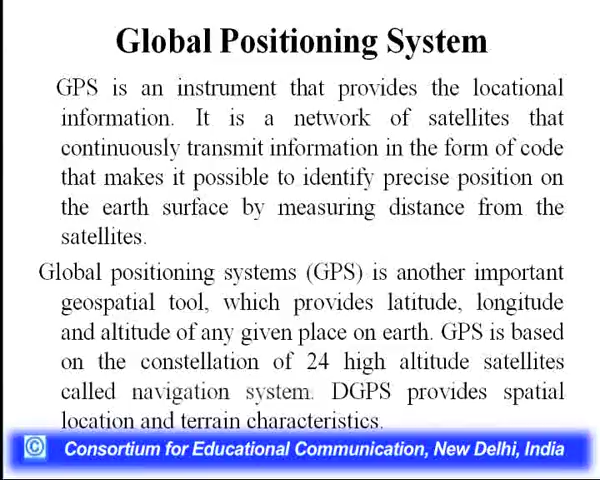 Global Positioning System
GPS is an instrument that provides the locational
information. It is a network of satellites that
continuously transmit information in the form of code
that makes it possible to identify precise position on
the earth surface by measuring distance from the
satellites.
Global positioning systems (GPS) is another important
geospatial tool, which provides latitude, longitude
and altitude of any given place on earth. GPS is based
on the constellation of 24 high altitude satellites
called navigation system. DGPS provides spatial
location and terrain characteristics.
© Consortium for Educational Communication, New Delhi, India